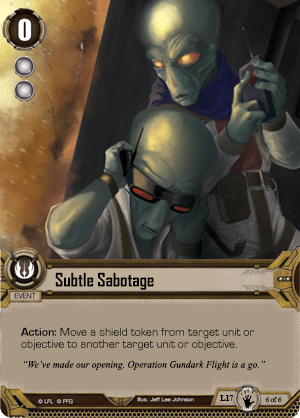 0
Subtle Sabotage
EVENT
Action: Move a shield token from target unit or
objective to another target unit or objective.
“We’ve made our opening. Operation Gundark Flight is a go.”
© LFL © FFG
Illus. Jeff Lee Johnson
L17
6 of 6